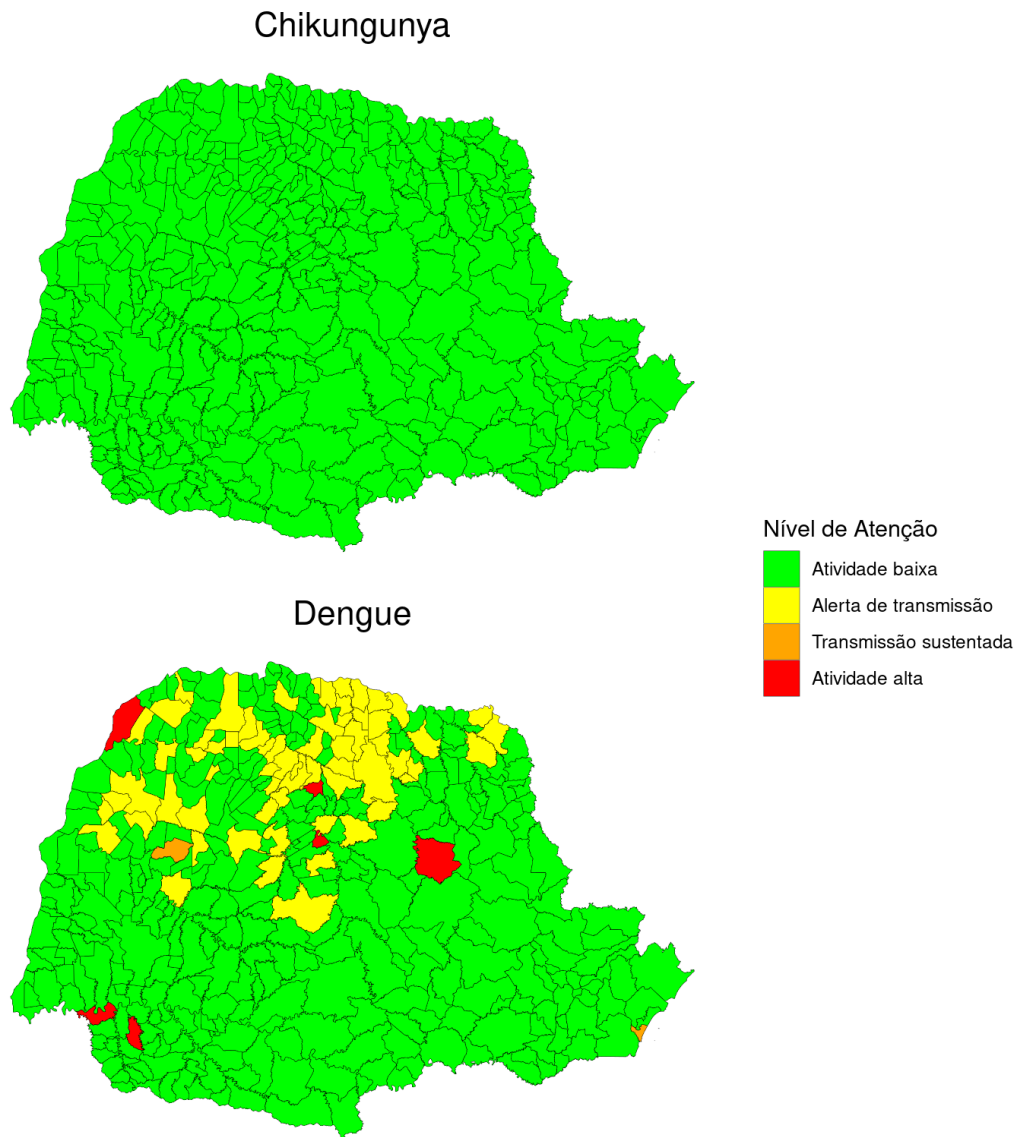 Chikungunya
Nível de Atenção
Atividade baixa
Alerta de transmissão
Transmissão sustentada
Atividade alta
Dengue